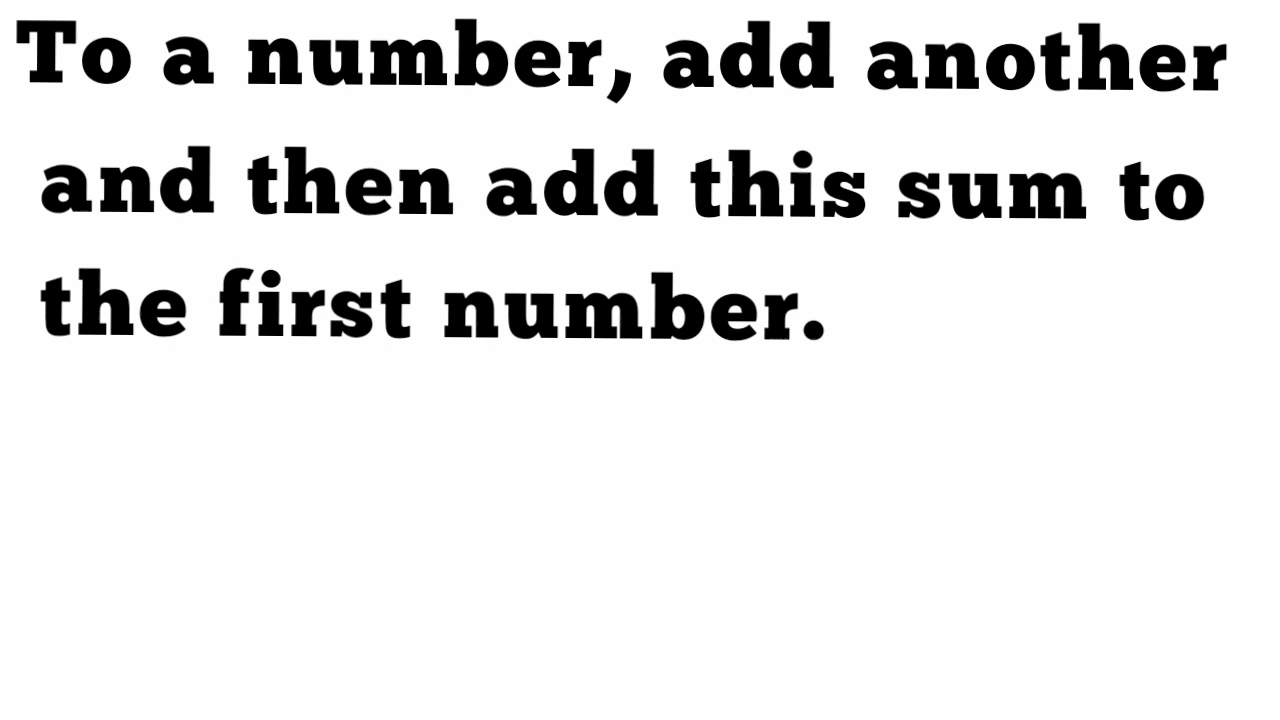 To a number, add another
and then add this sum to
the first number.